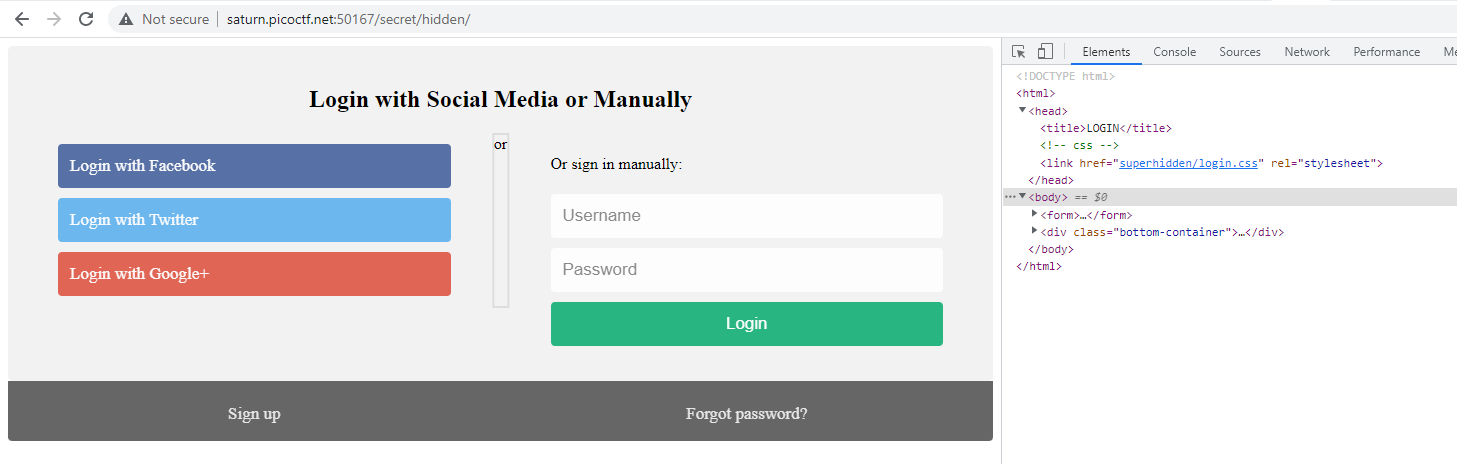 Not secure | saturn.picoctf.net:50167/secret/hidden/
Login with Social Media or Manually
Login with Facebook
Login with Twitter
Login with Google+
or
Or sign in manually:
Username
Password
Login
Sign up
Forgot password?
Elements Console Sources Network Performance
<!DOCTYPE html>
<html>
<head>
<title>LOGIN</title>
<!-- css -->
<link href="superhidden/login.css" rel="stylesheet">
</head>
<body> == $0
<form>…</form>
<div class="bottom-container">…</div>
</body>
</html>